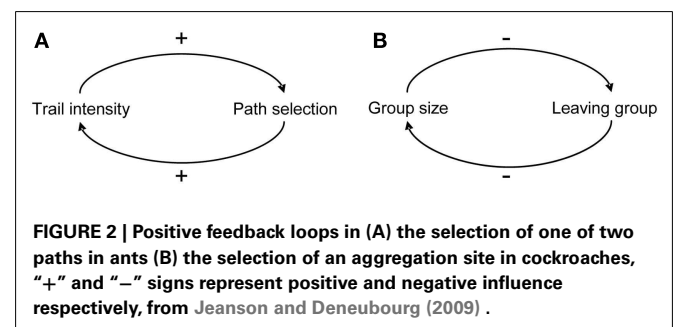 A
+
B
-
Trail intensity
Path selection
Group size
Leaving group
+
-
FIGURE 2 | Positive feedback loops in (A) the selection of one of two
paths in ants (B) the selection of an aggregation site in cockroaches,
“+” and “−” signs represent positive and negative influence
respectively, from Jeanson and Deneubourg (2009) .